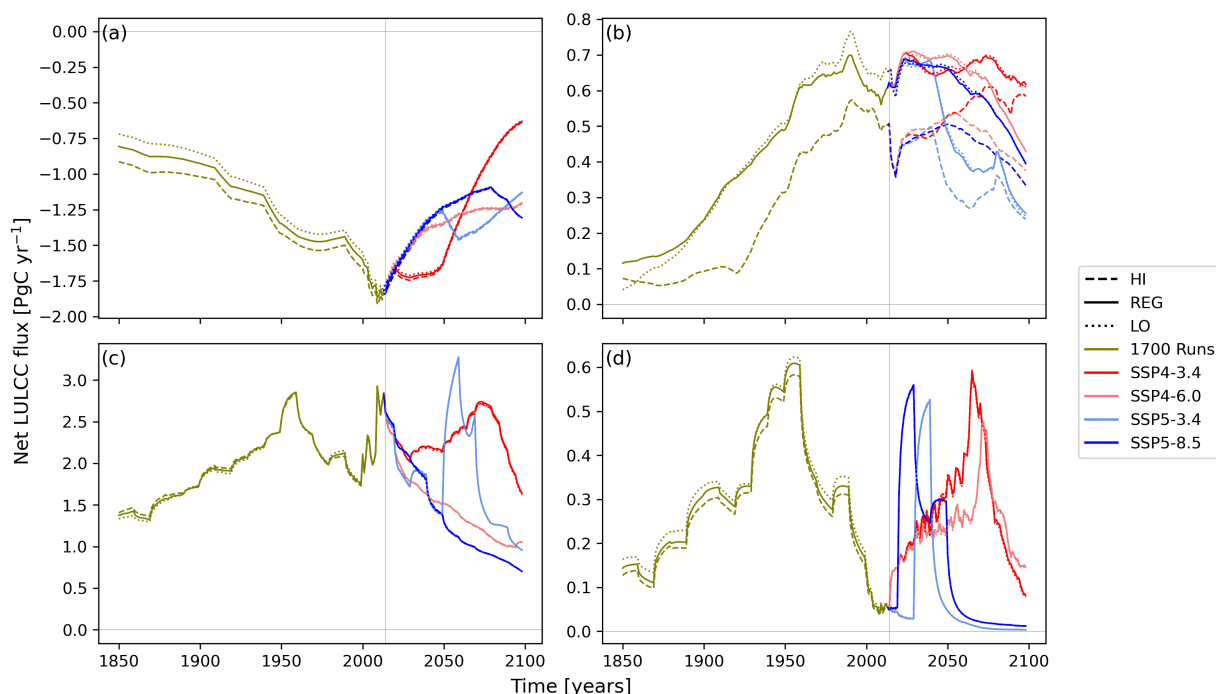 (a)
0.00
−0.25
−0.50
−0.75
−1.00
−1.25
−1.50
−1.75
−2.00
(b)
0.8
0.7
0.6
0.5
0.4
0.3
0.2
0.1
0.0
Net LULCC flux [PgC yr⁻¹]
(c)
3.0
2.5
2.0
1.5
1.0
0.5
0.0
1850 1900 1950 2000 2050 2100
(d)
0.6
0.5
0.4
0.3
0.2
0.1
0.0
1850 1900 1950 2000 2050 2100
Time [years]
HI
REG
LO
1700 Runs
SSP4-3.4
SSP4-6.0
SSP5-3.4
SSP5-8.5